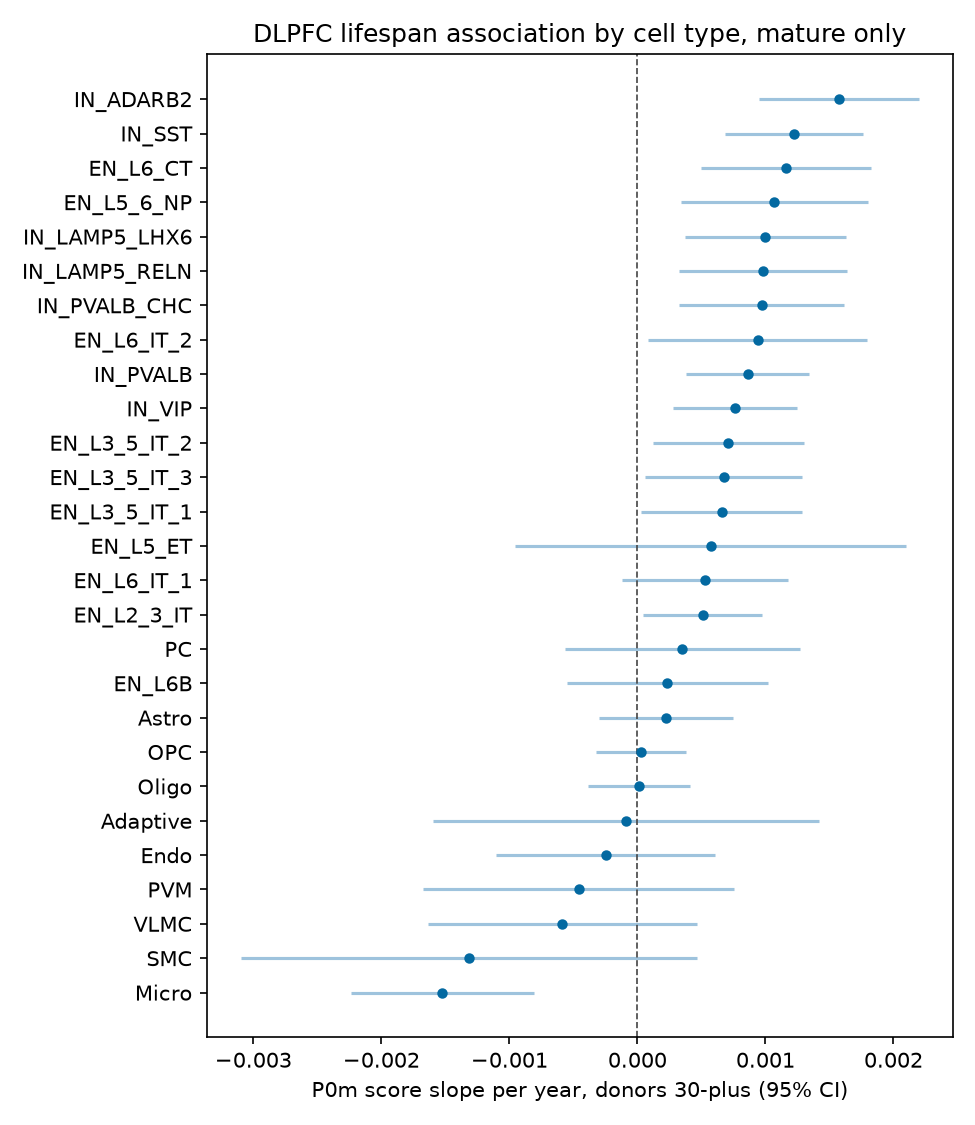 DLPFC lifespan association by cell type, mature only
IN_ADARB2
IN_SST
EN_L6_CT
EN_L5_6_NP
IN_LAMP5_LHX6
IN_LAMP5_RELN
IN_PVALB_CHC
EN_L6_IT_2
IN_PVALB
IN_VIP
EN_L3_5_IT_2
EN_L3_5_IT_3
EN_L3_5_IT_1
EN_L5_ET
EN_L6_IT_1
EN_L2_3_IT
PC
EN_L6B
Astro
OPC
Oligo
Adaptive
Endo
PVM
VLMC
SMC
Micro
−0.003 −0.002 −0.001 0.000 0.001 0.002
P0m score slope per year, donors 30-plus (95% CI)